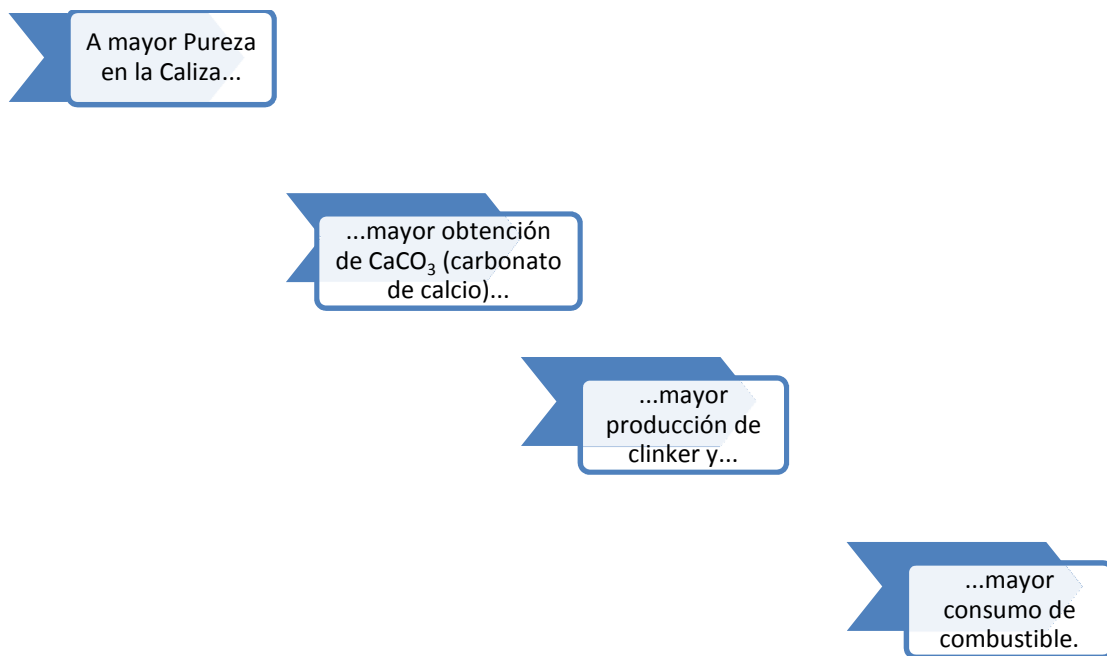 A mayor Pureza
en la Caliza...
...mayor obtención
de CaCO₃ (carbonato
de calcio)...
...mayor
producción de
clinker y...
...mayor
consumo de
combustible.